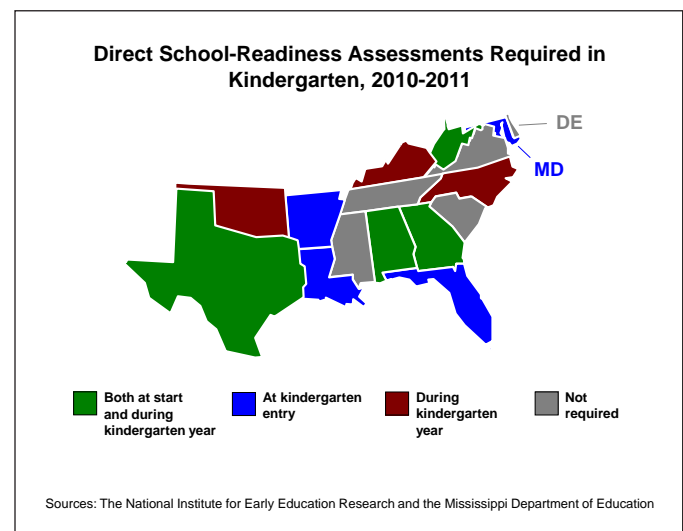 Direct School-Readiness Assessments Required in
Kindergarten, 2010-2011
DE
MD
Both at start
and during
kindergarten year
At kindergarten
entry
During
kindergarten
year
Not
required
Sources: The National Institute for Early Education Research and the Mississippi Department of Education